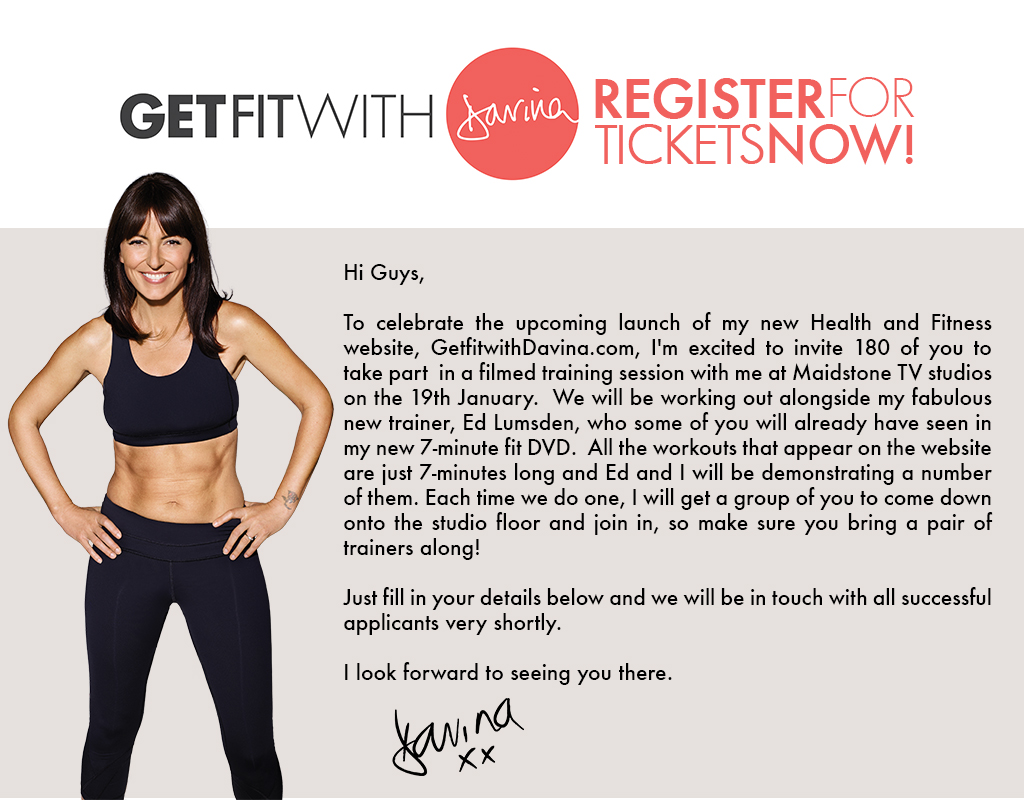 GETFITWITH
Davina
REGISTERFOR
TICKETSNOW!
Hi Guys,
To celebrate the upcoming launch of my new Health and Fitness
website, GetfitwithDavina.com, I'm excited to invite 180 of you to
take part  in a filmed training session with me at Maidstone TV studios
on the 19th January.  We will be working out alongside my fabulous
new trainer, Ed Lumsden, who some of you will already have seen in
my new 7-minute fit DVD.  All the workouts that appear on the website
are just 7-minutes long and Ed and I will be demonstrating a number
of them. Each time we do one, I will get a group of you to come down
onto the studio floor and join in, so make sure you bring a pair of
trainers along!
Just fill in your details below and we will be in touch with all successful
applicants very shortly.
I look forward to seeing you there.
Davina
xx